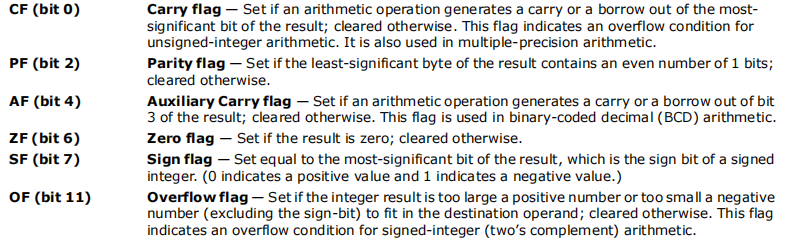 CF (bit 0) Carry flag — Set if an arithmetic operation generates a carry or a borrow out of the most-
significant bit of the result; cleared otherwise. This flag indicates an overflow condition for
unsigned-integer arithmetic. It is also used in multiple-precision arithmetic.
PF (bit 2) Parity flag — Set if the least-significant byte of the result contains an even number of 1 bits;
cleared otherwise.
AF (bit 4) Auxiliary Carry flag — Set if an arithmetic operation generates a carry or a borrow out of bit
3 of the result; cleared otherwise. This flag is used in binary-coded decimal (BCD) arithmetic.
ZF (bit 6) Zero flag — Set if the result is zero; cleared otherwise.
SF (bit 7) Sign flag — Set equal to the most-significant bit of the result, which is the sign bit of a signed
integer. (0 indicates a positive value and 1 indicates a negative value.)
OF (bit 11) Overflow flag — Set if the integer result is too large a positive number or too small a negative
number (excluding the sign-bit) to fit in the destination operand; cleared otherwise. This flag
indicates an overflow condition for signed-integer (two’s complement) arithmetic.